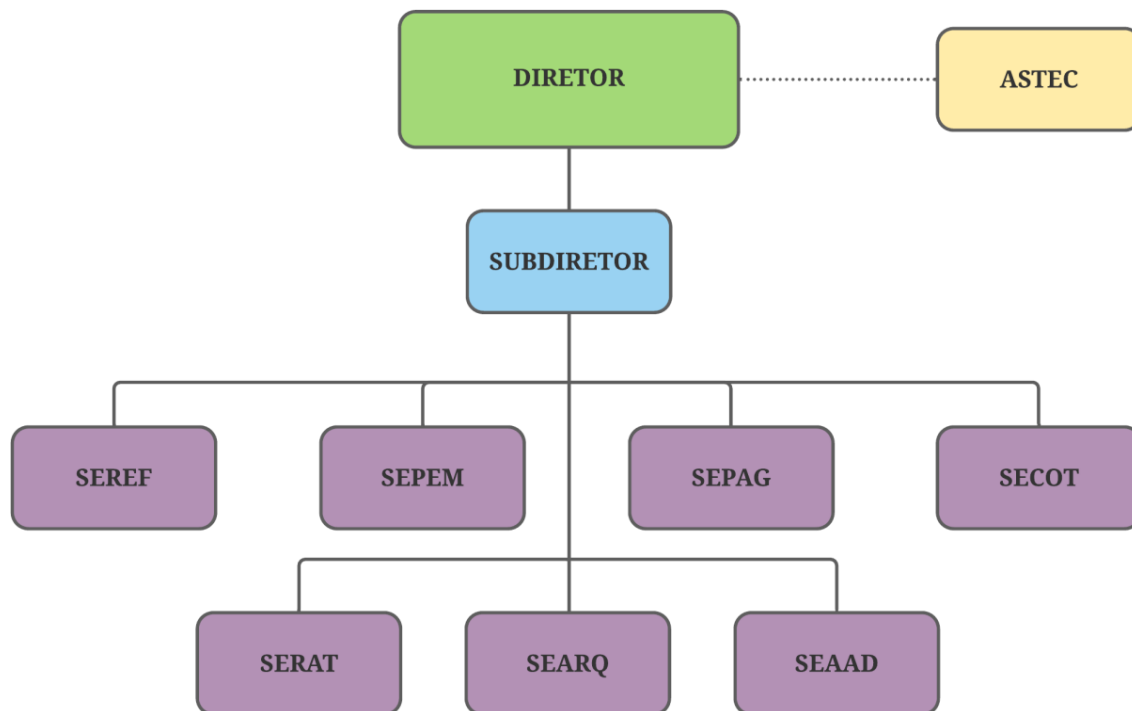 DIRETOR
ASTEC
SUBDIRETOR
SEREF
SEPEM
SEPAG
SECOT
SERAT
SEARQ
SEAAD